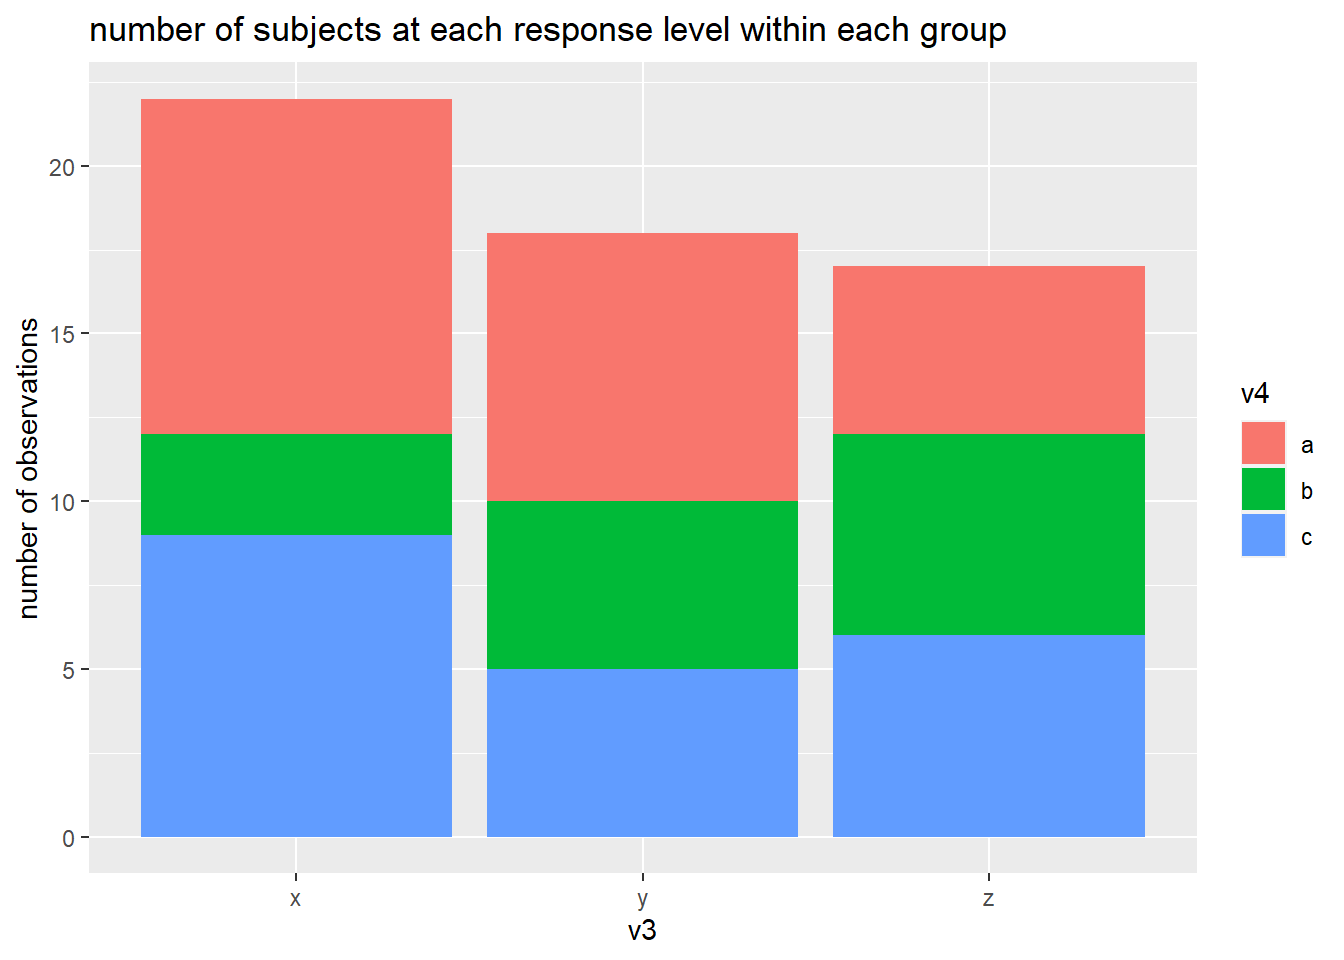 number of subjects at each response level within each group
number of observations
20
15
10
5
0
x y z
v3
v4
a
b
c